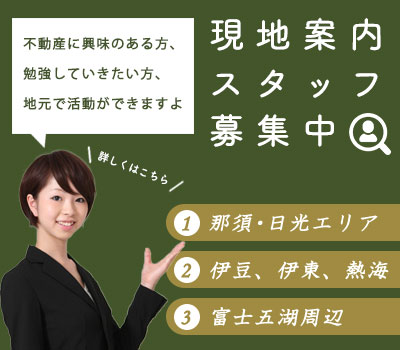 不動産に興味のある方、
勉強していきたい方、
地元で活動ができますよ
現地案内
スタッフ
募集中
詳しくはこちら
1 那須・日光エリア
2 伊豆、伊東、熱海
3 富士五湖周辺